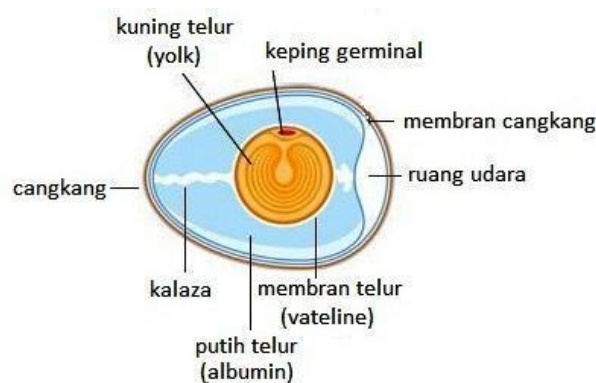 kuning telur
(yolk)
keping germinal
membran cangkang
ruang udara
cangkang
kalaza
membran telur
(vateline)
putih telur
(albumin)